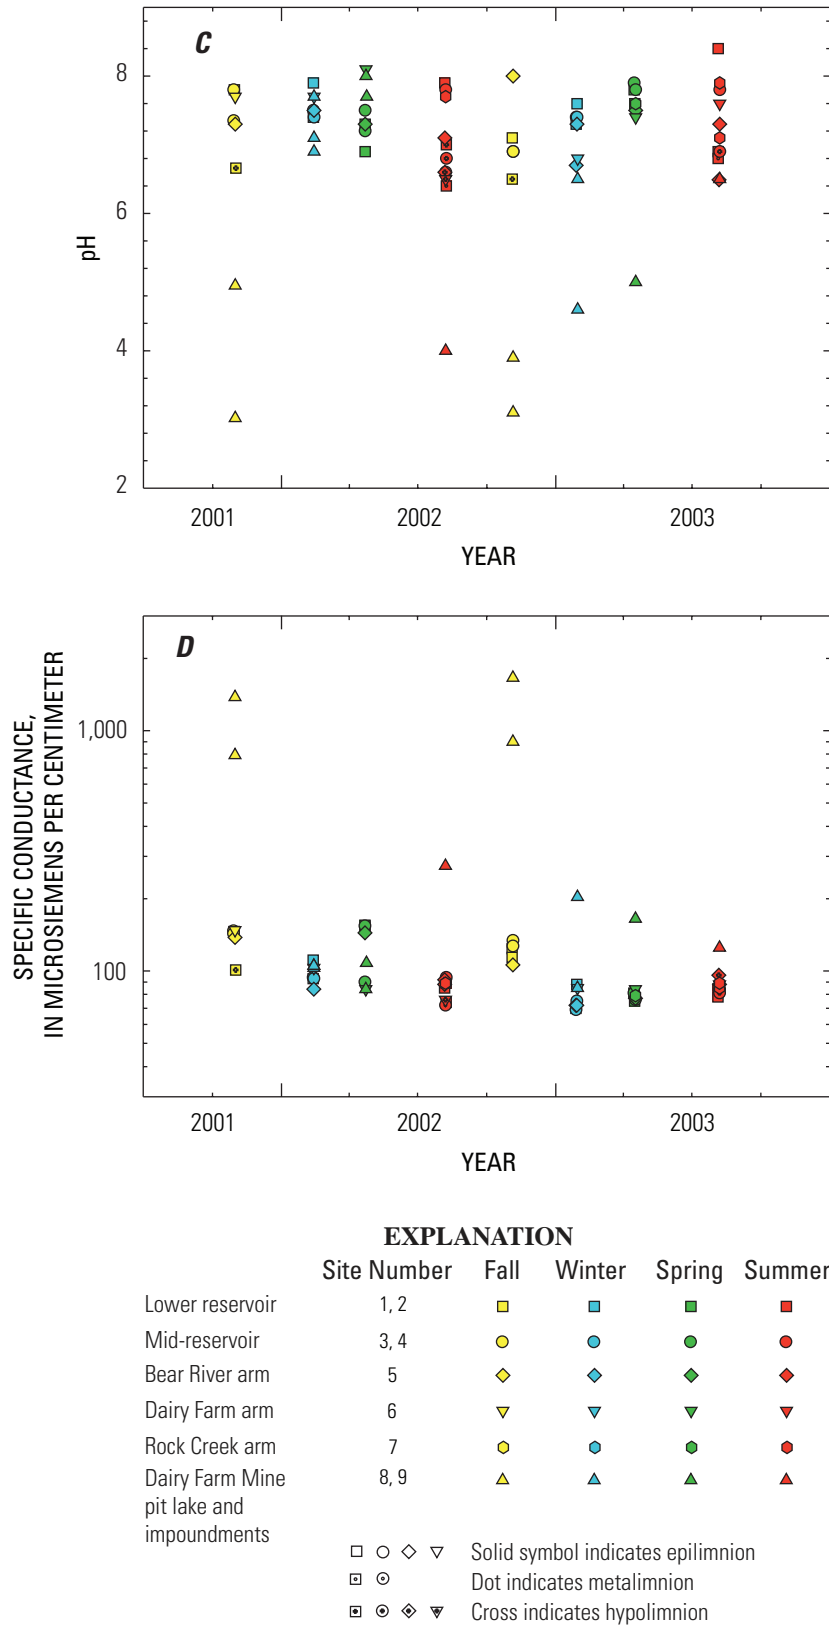 C
8
6
4
2
pH
2001 2002 2003
YEAR
D
1,000
100
SPECIFIC CONDUCTANCE,
IN MICROSIEMENS PER CENTIMETER
2001 2002 2003
YEAR
EXPLANATION
Site Number Fall Winter Spring Summer
Lower reservoir 1, 2
Mid-reservoir 3, 4
Bear River arm 5
Dairy Farm arm 6
Rock Creek arm 7
Dairy Farm Mine 8, 9
pit lake and
impoundments
Solid symbol indicates epilimnion
Dot indicates metalimnion
Cross indicates hypolimnion